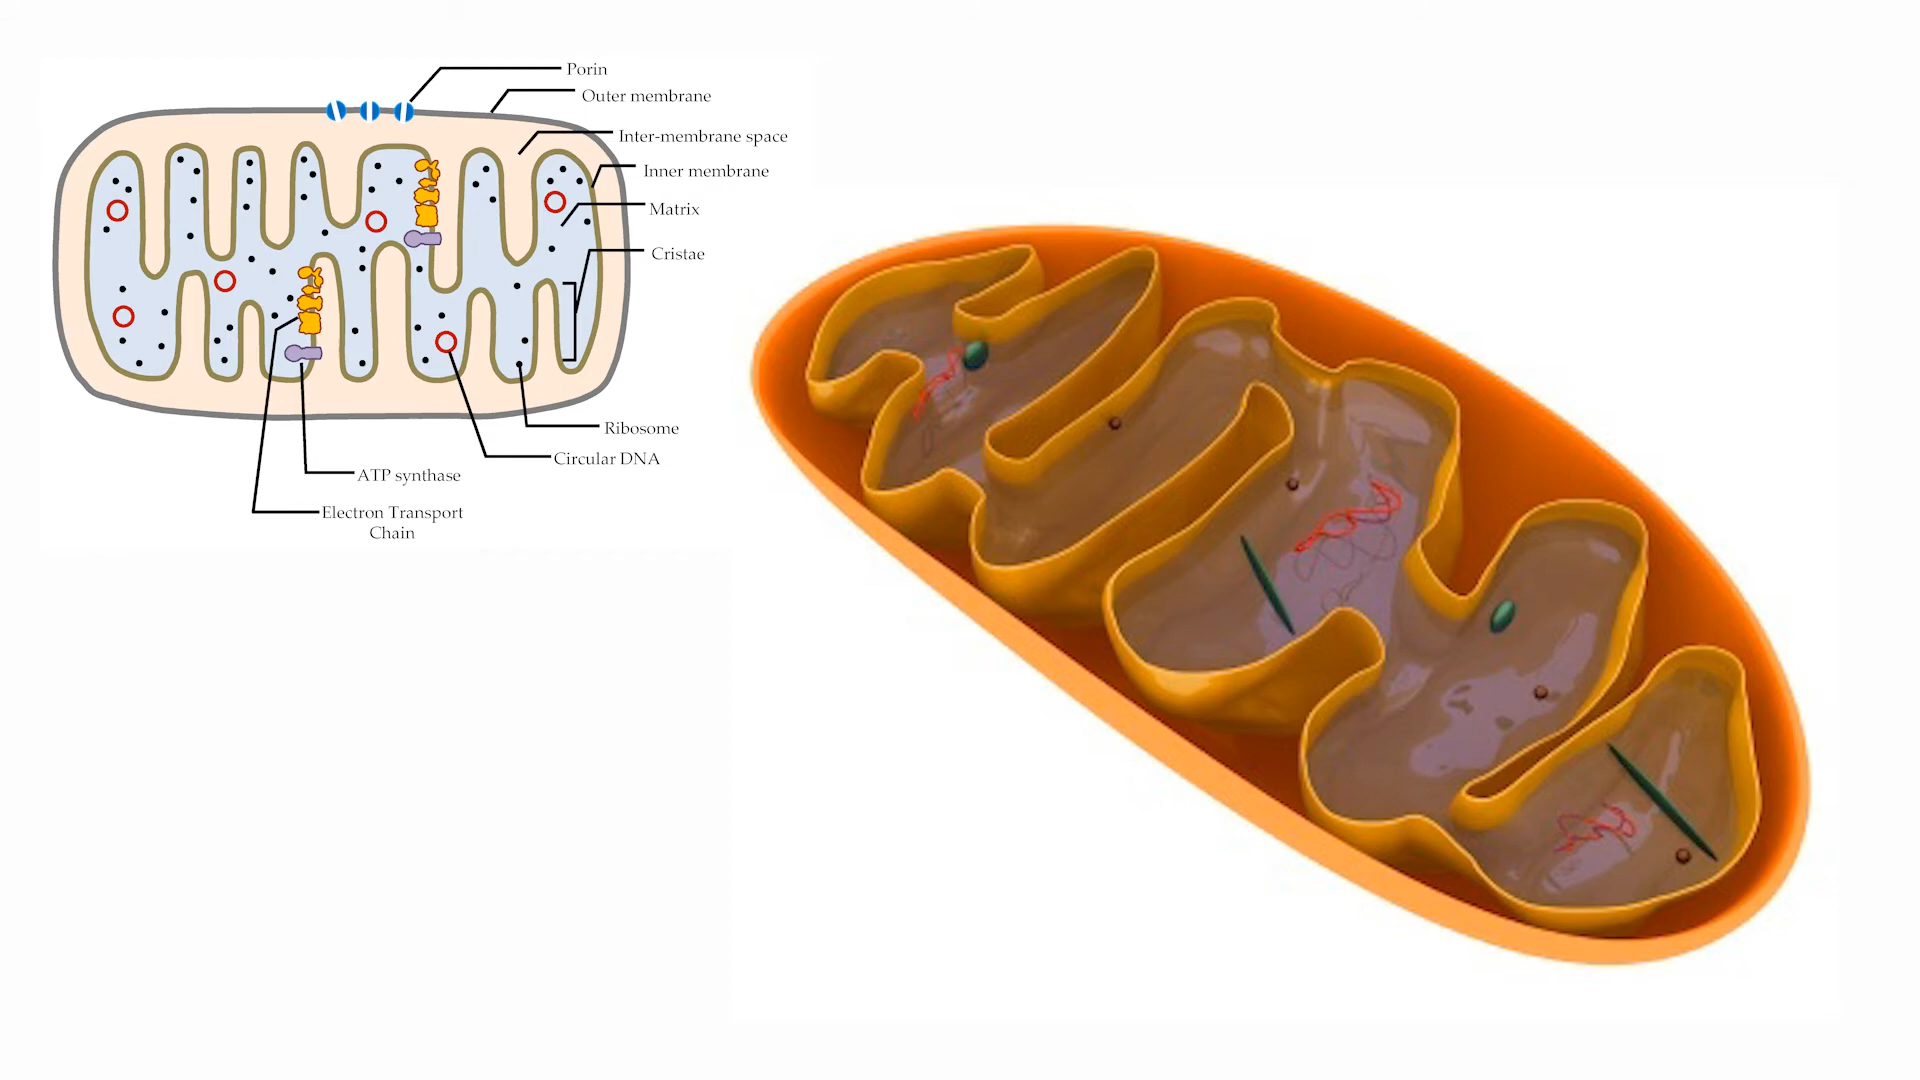 Porin
Outer membrane
Inter-membrane space
Inner membrane
Matrix
Cristae
Ribosome
Circular DNA
ATP synthase
Electron Transport
Chain